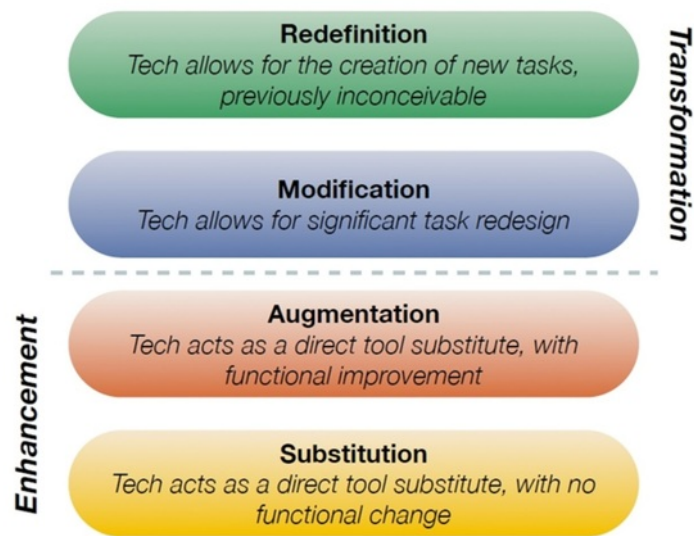 Redefinition
Tech allows for the creation of new tasks,
previously inconceivable
Transformation
Modification
Tech allows for significant task redesign
Enhancement
Augmentation
Tech acts as a direct tool substitute, with
functional improvement
Substitution
Tech acts as a direct tool substitute, with no
functional change